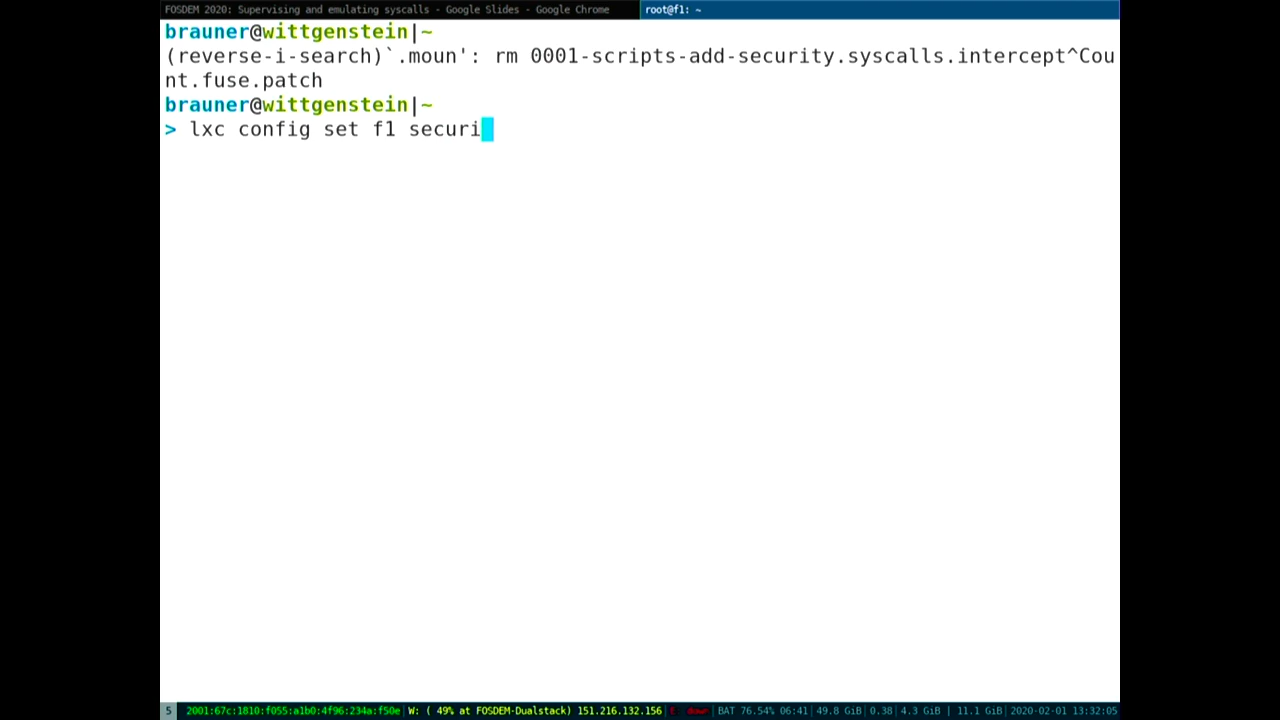 FOSDEM 2020: Supervising and emulating syscalls - Google Slides - Google Chrome
root@f1: ~
brauner@wittgenstein|~
(reverse-i-search)`.moun': rm 0001-scripts-add-security.syscalls.intercept^Cou
nt.fuse.patch
brauner@wittgenstein|~
> lxc config set f1 securi
5 2001:67c:1810:f055:a1b0:4f96:234a:f50e|W: ( 49% at FOSDEM-Dualstack) 151.216.132.156 E: down|BAT 76.54% 06:41|49.8 GiB|0.38|4.3 GiB | 11.1 GiB|2020-02-01 13:32:05